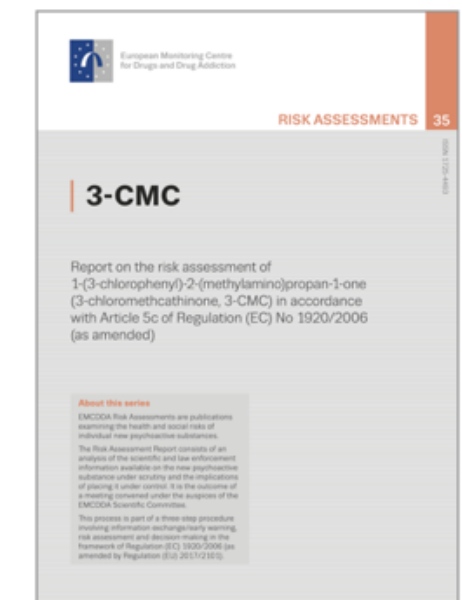 European Monitoring Centre
for Drugs and Drug Addiction
RISK ASSESSMENTS 35
ISSN 1725-4493
3-CMC
Report on the risk assessment of
1-(3-chlorophenyl)-2-(methylamino)propan-1-one
(3-chloromethcathinone, 3-CMC) in accordance
with Article 5c of Regulation (EC) No 1920/2006
(as amended)
About this series
EMCDDA Risk Assessments are publications
examining the health and social risks of
individual new psychoactive substances.
The Risk Assessment Report consists of an
analysis of the scientific and law enforcement
information available on the new psychoactive
substance under scrutiny and the implications
of placing it under control. It is the outcome of
a meeting convened under the auspices of the
EMCDDA Scientific Committee.
This process is part of a three-step procedure
involving information exchange/early warning,
risk assessment and decision-making in the
framework of Regulation (EC) 1920/2006 (as
amended by Regulation (EU) 2017/2101).